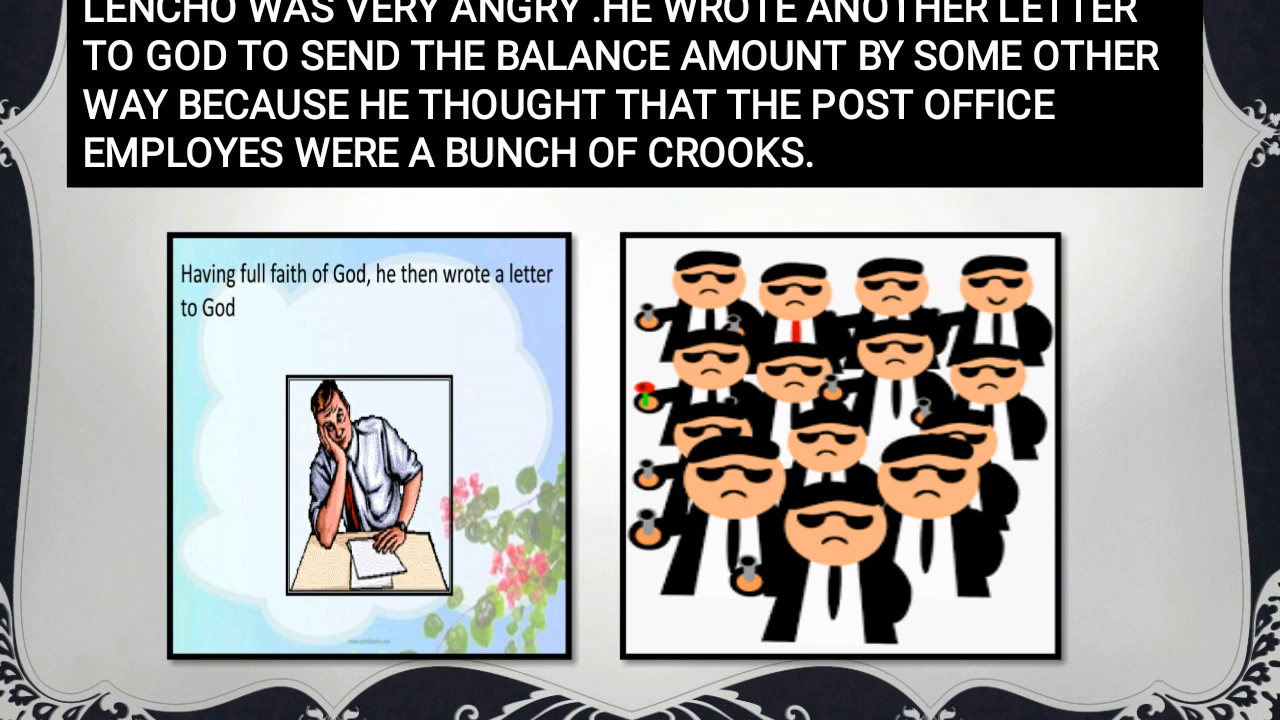 LENCHO WAS VERY ANGRY .HE WROTE ANOTHER LETTER
TO GOD TO SEND THE BALANCE AMOUNT BY SOME OTHER
WAY BECAUSE HE THOUGHT THAT THE POST OFFICE
EMPLOYES WERE A BUNCH OF CROOKS.
Having full faith of God, he then wrote a letter
to God